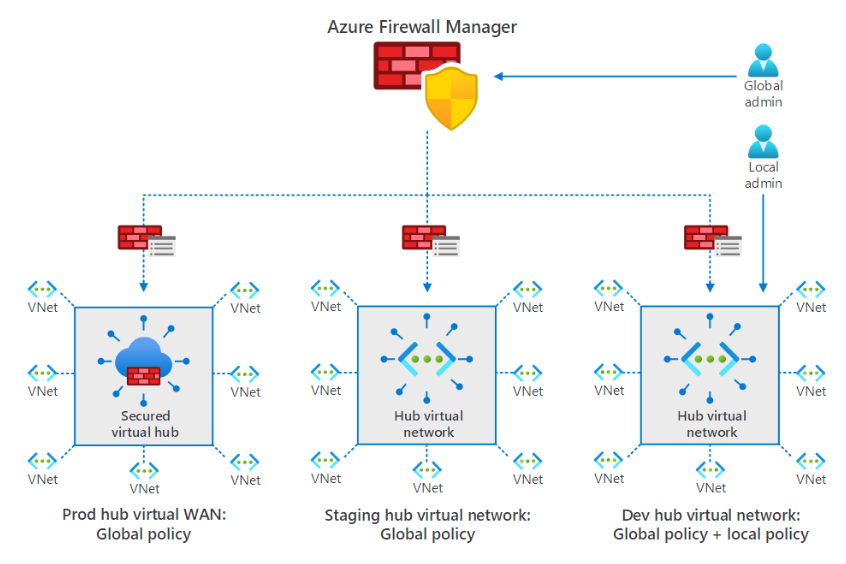 Azure Firewall Manager
Global
admin
Local
admin
VNet
VNet
VNet
VNet
VNet
VNet
VNet
VNet
VNet
VNet
VNet
VNet
Secured
virtual hub
Hub virtual
network
Hub virtual
network
VNet
VNet
VNet
VNet
VNet
VNet
VNet
VNet
VNet
Prod hub virtual WAN:
Global policy
Staging hub virtual network:
Global policy
Dev hub virtual network:
Global policy + local policy